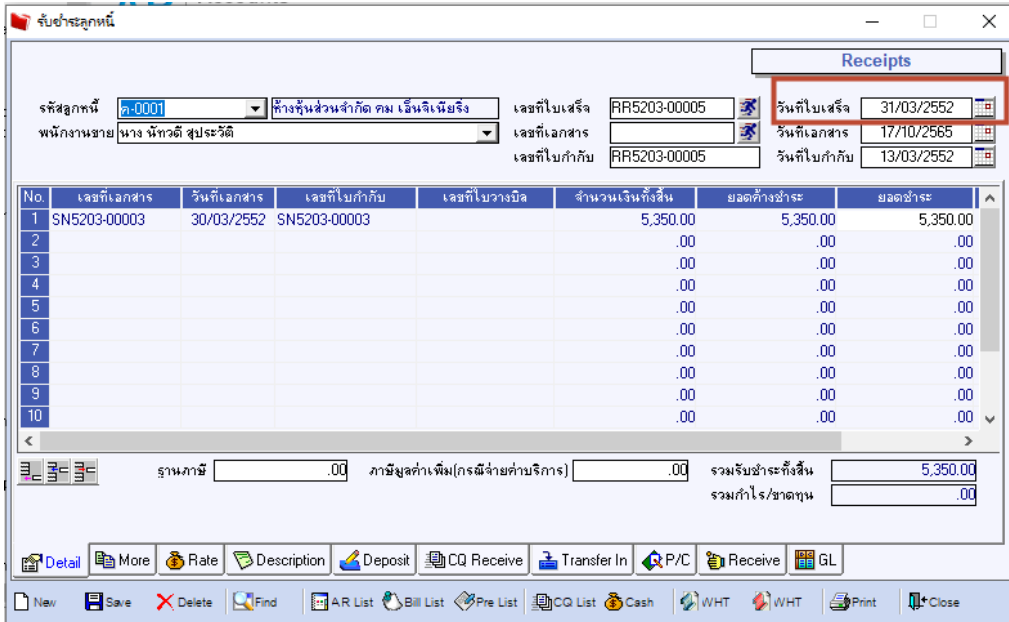 รับชำระลูกหนี้
Receipts
รหัสลูกหนี้ ค-0001 ห้างหุ้นส่วนจำกัด คม เอ็นจิเนียริ่ง เลขที่ใบเสร็จ RR5203-00005 วันที่ใบเสร็จ 31/03/2552
พนักงานขาย นาง นัทวดี สุประวัติ เลขที่เอกสาร วันที่เอกสาร 17/10/2565
เลขที่ใบกำกับ RR5203-00005 วันที่ใบกำกับ 13/03/2552
No. เลขที่เอกสาร วันที่เอกสาร เลขที่ใบกำกับ เลขที่ใบวางบิล จำนวนเงินทั้งสิ้น ยอดค้างชำระ ยอดชำระ
1 SN5203-00003 30/03/2552 SN5203-00003 5,350.00 5,350.00 5,350.00
2 .00 .00 .00
3 .00 .00 .00
4 .00 .00 .00
5 .00 .00 .00
6 .00 .00 .00
7 .00 .00 .00
8 .00 .00 .00
9 .00 .00 .00
10 .00 .00 .00
ฐานภาษี .00 ภาษีมูลค่าเพิ่ม(กรณีจ่ายค่าบริการ) .00 รวมรับชำระทั้งสิ้น 5,350.00
รวมกำไร/ขาดทุน .00
Detail More Rate Description Deposit CQ Receive Transfer In P/C Receive GL
New Save Delete Find AR List Bill List Pre List CQ List Cash WHT WHT Print Close